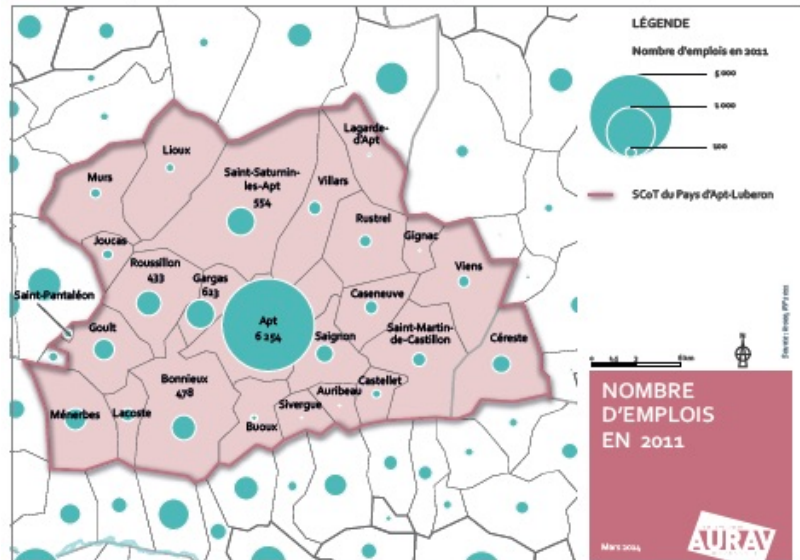 LÉGENDE
Nombre d'emplois en 2011
5 000
1 000
100
SCoT du Pays d'Apt-Luberon
Lagarde-
d'Apt
Lioux
Murs
Saint-Saturnin-
les-Apt
554
Villars
Rustrel
Gignac
Joucas
Roussillon
433
Gargas
623
Viens
Saint-Pantaléon
Caseneuve
Apt
6 254
Goult
Saignon
Saint-Martin-
de-Castillon
Céreste
Bonnieux
478
Castellet
Auribeau
Sivergue
Ménerbes
Lacoste
Buoux
N
NOMBRE
D'EMPLOIS
EN 2011
Mars 2014
AURAV